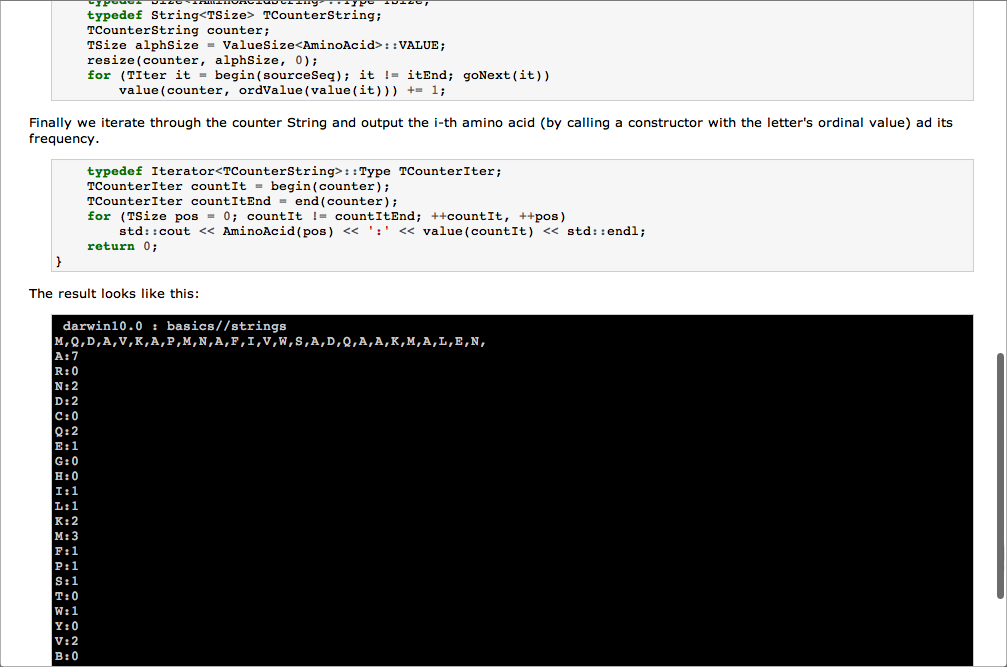 typedef String<TSize> TCounterString;
TCounterString counter;
TSize alphSize = ValueSize<AminoAcid>::VALUE;
resize(counter, alphSize, 0);
for (TIter it = begin(sourceSeq); it != itEnd; goNext(it))
value(counter, ordValue(value(it))) += 1;
Finally we iterate through the counter String and output the i-th amino acid (by calling a constructor with the letter's ordinal value) ad its
frequency.
typedef Iterator<TCounterString>::Type TCounterIter;
TCounterIter countIt = begin(counter);
TCounterIter countItEnd = end(counter);
for (TSize pos = 0; countIt != countItEnd; ++countIt, ++pos)
std::cout << AminoAcid(pos) << ':' << value(countIt) << std::endl;
return 0;
}
The result looks like this:
darwin10.0 : basics//strings
M,Q,D,A,V,K,A,P,M,N,A,F,I,V,W,S,A,D,Q,A,A,K,M,A,L,E,N,
A:7
R:0
N:2
D:2
C:0
Q:2
E:1
G:0
H:0
I:1
L:1
K:2
M:3
F:1
P:1
S:1
T:0
W:1
Y:0
V:2
B:0